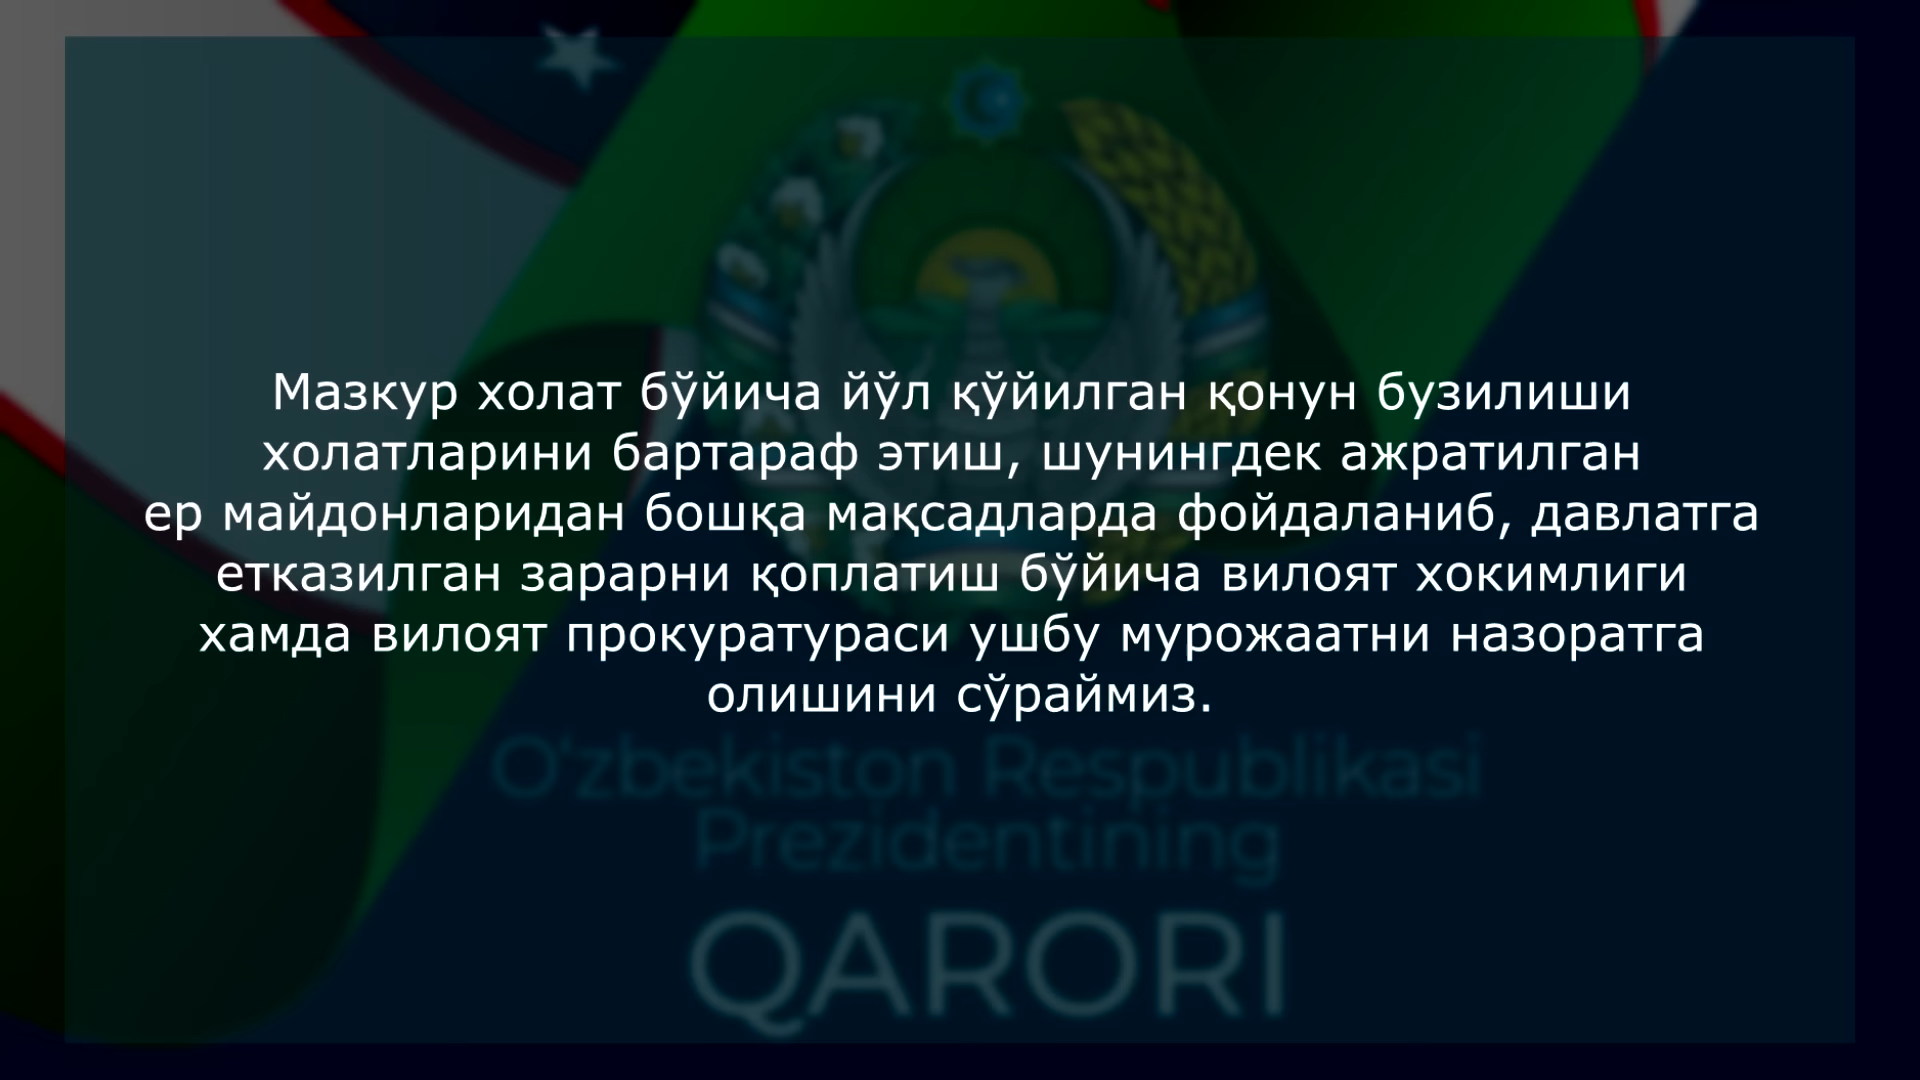 Мазкур холат бўйича йўл қўйилган қонун бузилиши
холатларини бартараф этиш, шунингдек ажратилган
ер майдонларидан бошқа мақсадларда фойдаланиб, давлатга
етказилган зарарни қоплатиш бўйича вилоят хокимлиги
хамда вилоят прокуратураси ушбу мурожаатни назоратга
олишини сўраймиз.
O‘zbekiston Respublikasi
Prezidentining
QARORI